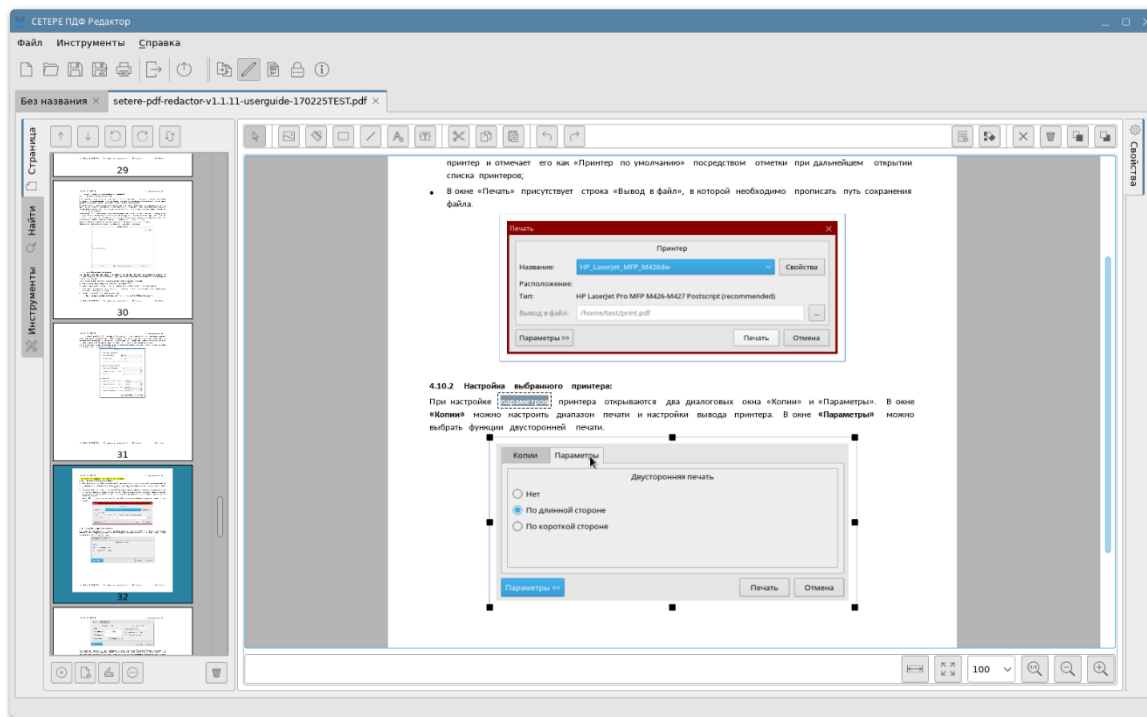 СЕТЕРЕ ПДФ Редактор
Файл Инструменты Справка
Без названия setere-pdf-redactor-v1.1.11-userguide-170225TEST.pdf
Страница
Найти
Инструменты
29
30
31
32
принтер и отмечает его как «Принтер по умолчанию» посредством отметки при дальнейшем открытии
списка принтеров;
• В окне «Печать» присутствует строка «Вывод в файл», в которой необходимо прописать путь сохранения
файла.
Печать
Принтер
Название: HP_LaserJet_MFP_M426dw Свойства
Расположение:
Тип: HP LaserJet Pro MFP M426-M427 Postscript (recommended)
Вывод в файл: /home/test/print.pdf ...
Параметры >> Печать Отмена
4.10.2 Настройка выбранного принтера:
При настройке параметров принтера открываются два диалоговых окна «Копии» и «Параметры». В окне
«Копии» можно настроить диапазон печати и настройки вывода принтера. В окне «Параметры» можно
выбрать функции двусторонней печати.
Копии Параметры
Двусторонняя печать
Нет
По длинной стороне
По короткой стороне
Параметры << Печать Отмена
100
Свойства